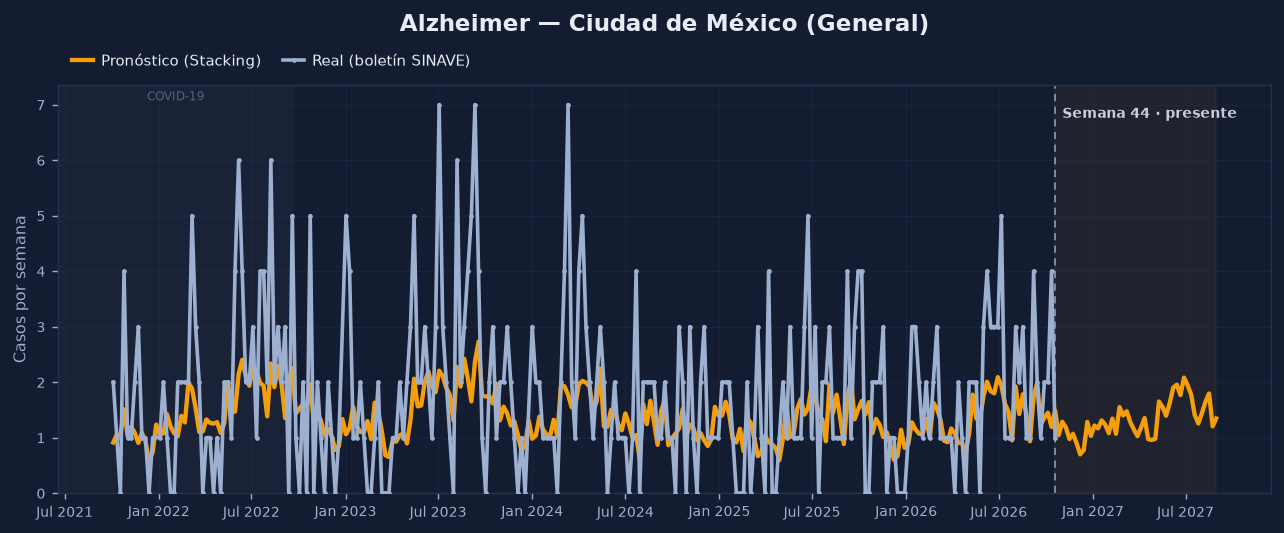 Alzheimer — Ciudad de México (General)
Pronóstico (Stacking)
Real (boletín SINAVE)
COVID-19
Semana 44 · presente
Casos por semana
7
6
5
4
3
2
1
0
Jul 2021
Jan 2022
Jul 2022
Jan 2023
Jul 2023
Jan 2024
Jul 2024
Jan 2025
Jul 2025
Jan 2026
Jul 2026
Jan 2027
Jul 2027